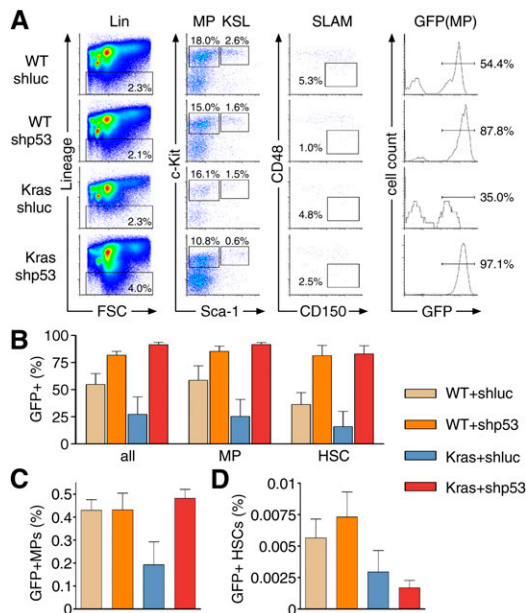 A
Lin
MP KSL
SLAM
GFP(MP)
WT
shluc
2.3%
18.0% 2.6%
5.3%
54.4%
WT
shp53
2.1%
15.0% 1.6%
1.0%
87.8%
Kras
shluc
2.3%
16.1% 1.5%
4.8%
35.0%
Kras
shp53
4.0%
10.8% 0.6%
2.5%
97.1%
Lineage
c-Kit
CD48
cell count
FSC
Sca-1
CD150
GFP
B
GFP+ (%)
100
75
50
25
0
all
MP
HSC
WT+shluc
WT+shp53
Kras+shluc
Kras+shp53
C
GFP+MPs (%)
0.5
0.4
0.3
0.2
0.1
0
D
GFP+ HSCs (%)
0.01
0.0075
0.005
0.0025
0